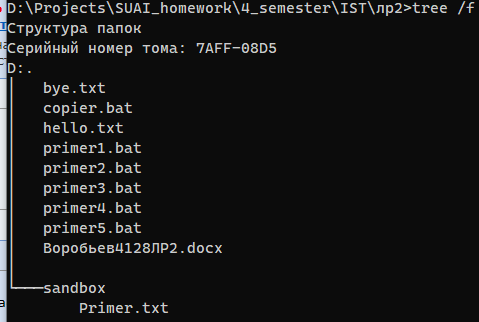 D:\Projects\SUAI_homework\4_semester\IST\лр2>tree /f
Структура папок
Серийный номер тома: 7AFF-08D5
D:.
│   bye.txt
│   copier.bat
│   hello.txt
│   primer1.bat
│   primer2.bat
│   primer3.bat
│   primer4.bat
│   primer5.bat
│   Воробьев4128ЛР2.docx
│
└───sandbox
        Primer.txt